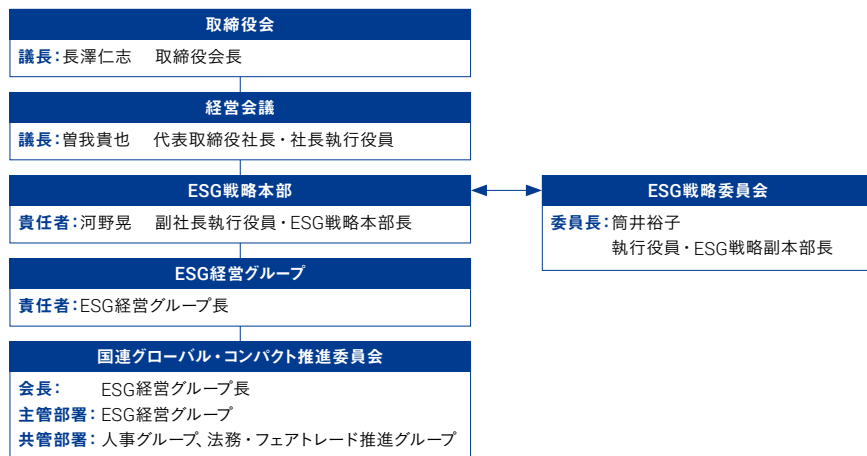 取締役会
議長：長澤仁志　取締役会長
経営会議
議長：曽我貴也　代表取締役社長・社長執行役員
ESG戦略本部
責任者：河野晃　副社長執行役員・ESG戦略本部長
ESG戦略委員会
委員長：筒井裕子
執行役員・ESG戦略副本部長
ESG経営グループ
責任者：ESG経営グループ長
国連グローバル・コンパクト推進委員会
会長：　ESG経営グループ長
主管部署：ESG経営グループ
共管部署：人事グループ、法務・フェアトレード推進グループ